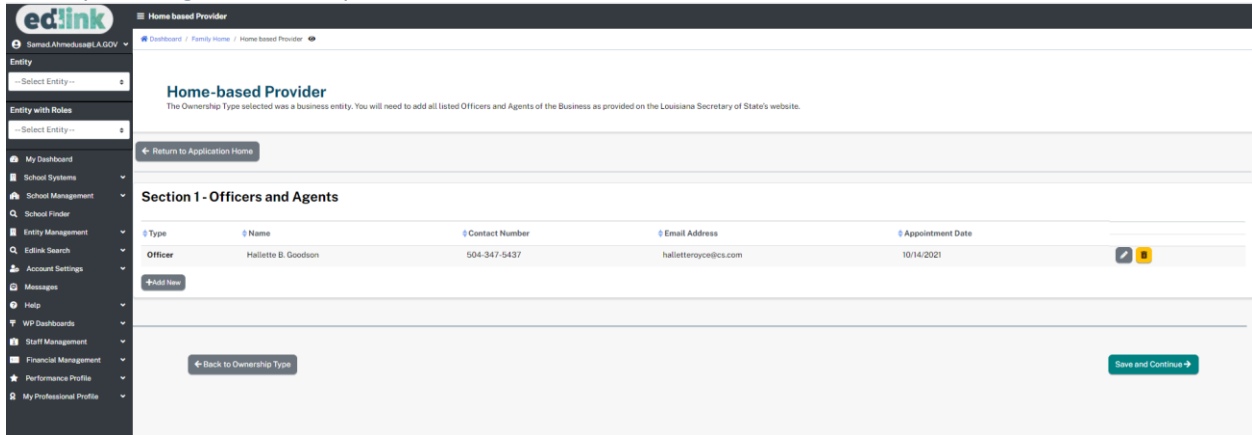 ed:link
Home based Provider
Samad.Ahmedusa@LA.GOV
Dashboard / Family Home / Home based Provider
Entity
-- Select Entity --
Entity with Roles
-- Select Entity --
My Dashboard
School Systems
School Management
School Finder
Entity Management
Edlink Search
Account Settings
Messages
Help
WP Dashboards
Staff Management
Financial Management
Performance Profile
My Professional Profile
Home-based Provider
The Ownership Type selected was a business entity. You will need to add all listed Officers and Agents of the Business as provided on the Louisiana Secretary of State's website.
← Return to Application Home
Section 1 - Officers and Agents
Type Name Contact Number Email Address Appointment Date
Officer Hallette B. Goodson 504-347-5437 halletteroyce@cs.com 10/14/2021
+Add New
← Back to Ownership Type
Save and Continue →